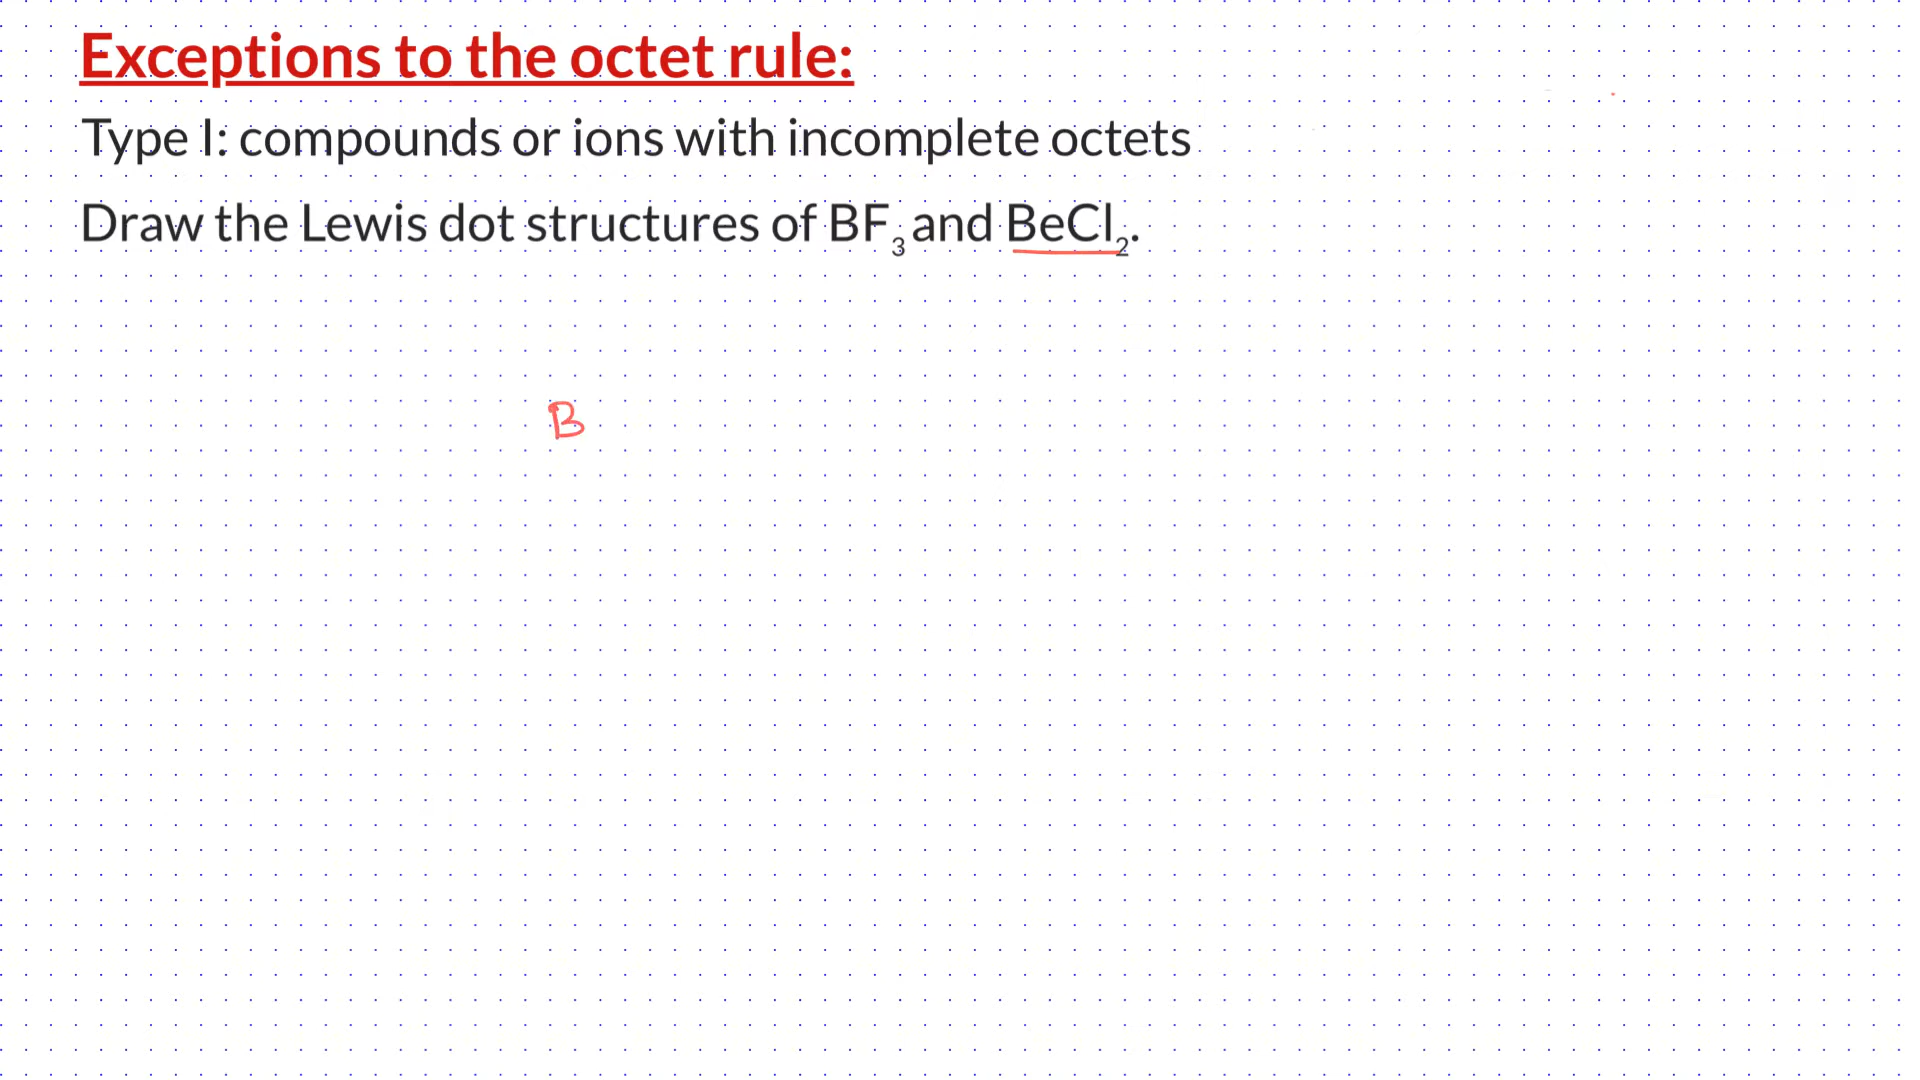 Exceptions to the octet rule:
Type I: compounds or ions with incomplete octets
Draw the Lewis dot structures of BF₃ and BeCl₂.
B